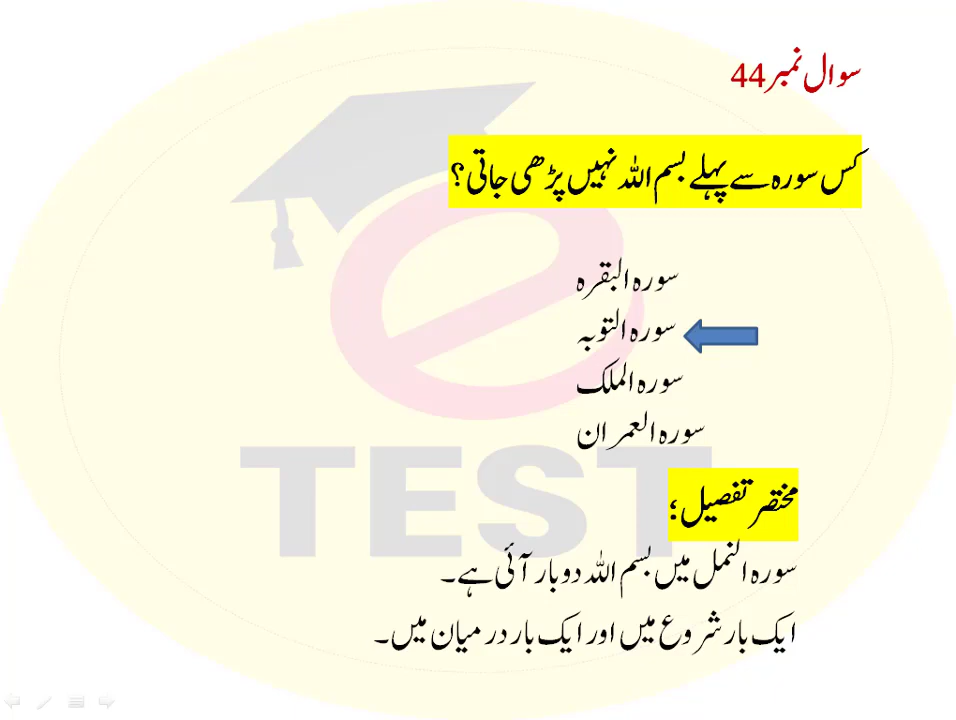 سوال نمبر44
کس سورہ سے پہلے بسم اللہ نہیں پڑھی جاتی؟
سورہ البقرہ
سورہ التوبہ
سورہ الملک
سورہ العمران
مختصر تفصیل؛
سورہ النمل میں بسم اللہ دو بار آئی ہے۔
ایک بار شروع میں اور ایک بار درمیان میں۔
e
TEST